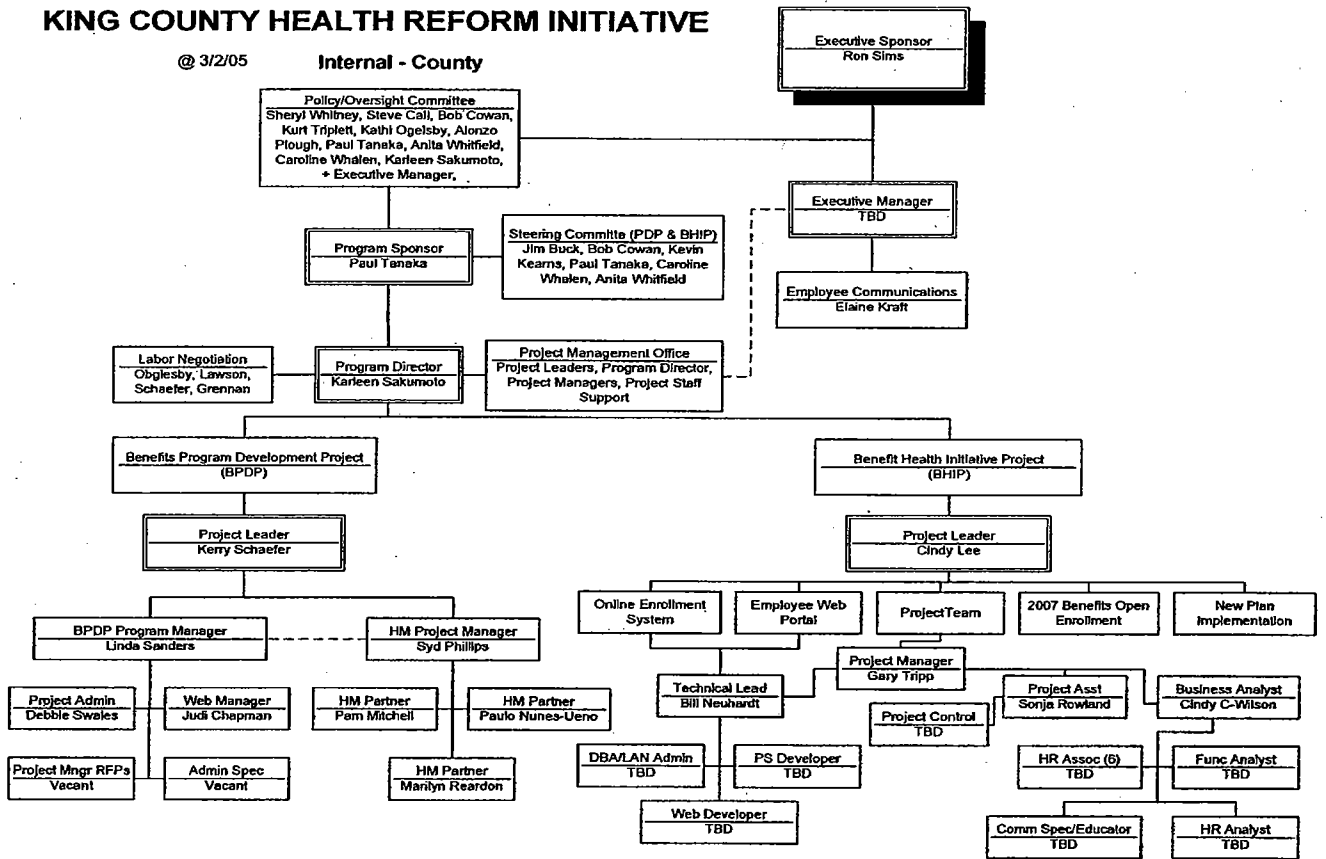 KING COUNTY HEALTH REFORM INITIATIVE
@ 3/2/05
Internal - County
Executive Sponsor
Ron Sims
Policy/Oversight Committee
Sheryl Whitney, Steve Call, Bob Cowan,
Kurt Triplett, Kathi Ogelsby, Alonzo
Plough, Paul Tanaka, Anita Whitfield,
Caroline Whalen, Karleen Sakumoto,
+ Executive Manager,
Executive Manager
TBD
Program Sponsor
Paul Tanaka
Steering Committe (PDP & BHIP)
Jim Buck, Bob Cowan, Kevin
Kearns, Paul Tanaka, Caroline
Whalen, Anita Whitfield
Employee Communications
Elaine Kraft
Labor Negotiation
Obglesby, Lawson,
Schaefer, Grennan
Program Director
Karleen Sakumoto
Project Management Office
Project Leaders, Program Director,
Project Managers, Project Staff
Support
Benefits Program Development Project
(BPDP)
Benefit Health Initiative Project
(BHIP)
Project Leader
Kerry Schaefer
Project Leader
Cindy Lee
Online Enrollment
System
Employee Web
Portal
ProjectTeam
2007 Benefits Open
Enrollment
New Plan
Implementation
BPDP Program Manager
Linda Sanders
HM Project Manager
Syd Phillips
Project Manager
Gary Tripp
Project Admin
Debble Swales
Web Manager
Judi Chapman
HM Partner
Pam Mitchell
HM Partner
Paulo Nunes-Ueno
Technical Lead
Bill Neuhardt
Project Control
TBD
Project Asst
Sonja Rowland
Business Analyst
Cindy C-Wilson
Project Mngr RFPs
Vacant
Admin Spec
Vacant
HM Partner
Marilyn Reardon
DBA/LAN Admin
TBD
PS Developer
TBD
HR Assoc (6)
TBD
Func Analyst
TBD
Web Developer
TBD
Comm Spec/Educator
TBD
HR Analyst
TBD